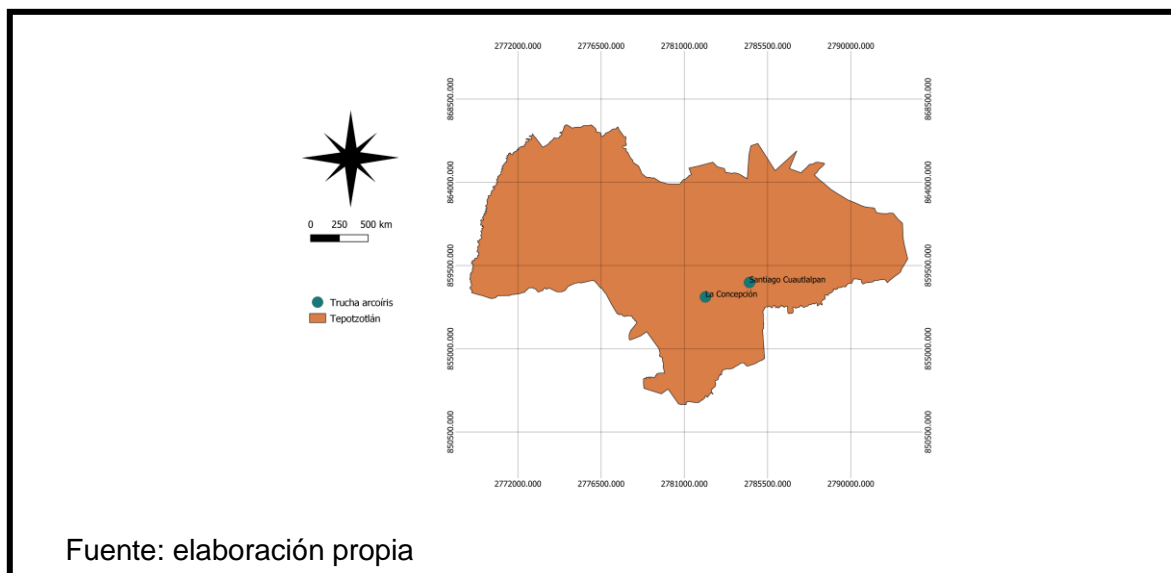 2772000.000 2776500.000 2781000.000 2785500.000 2790000.000
868500.000 868500.000
864000.000 864000.000
0 250 500 km
859500.000 859500.000
Santiago Cuautlalpan
La Concepción
Trucha arcoíris
Tepotzotlán
855000.000 855000.000
850500.000 850500.000
2772000.000 2776500.000 2781000.000 2785500.000 2790000.000
Fuente: elaboración propia